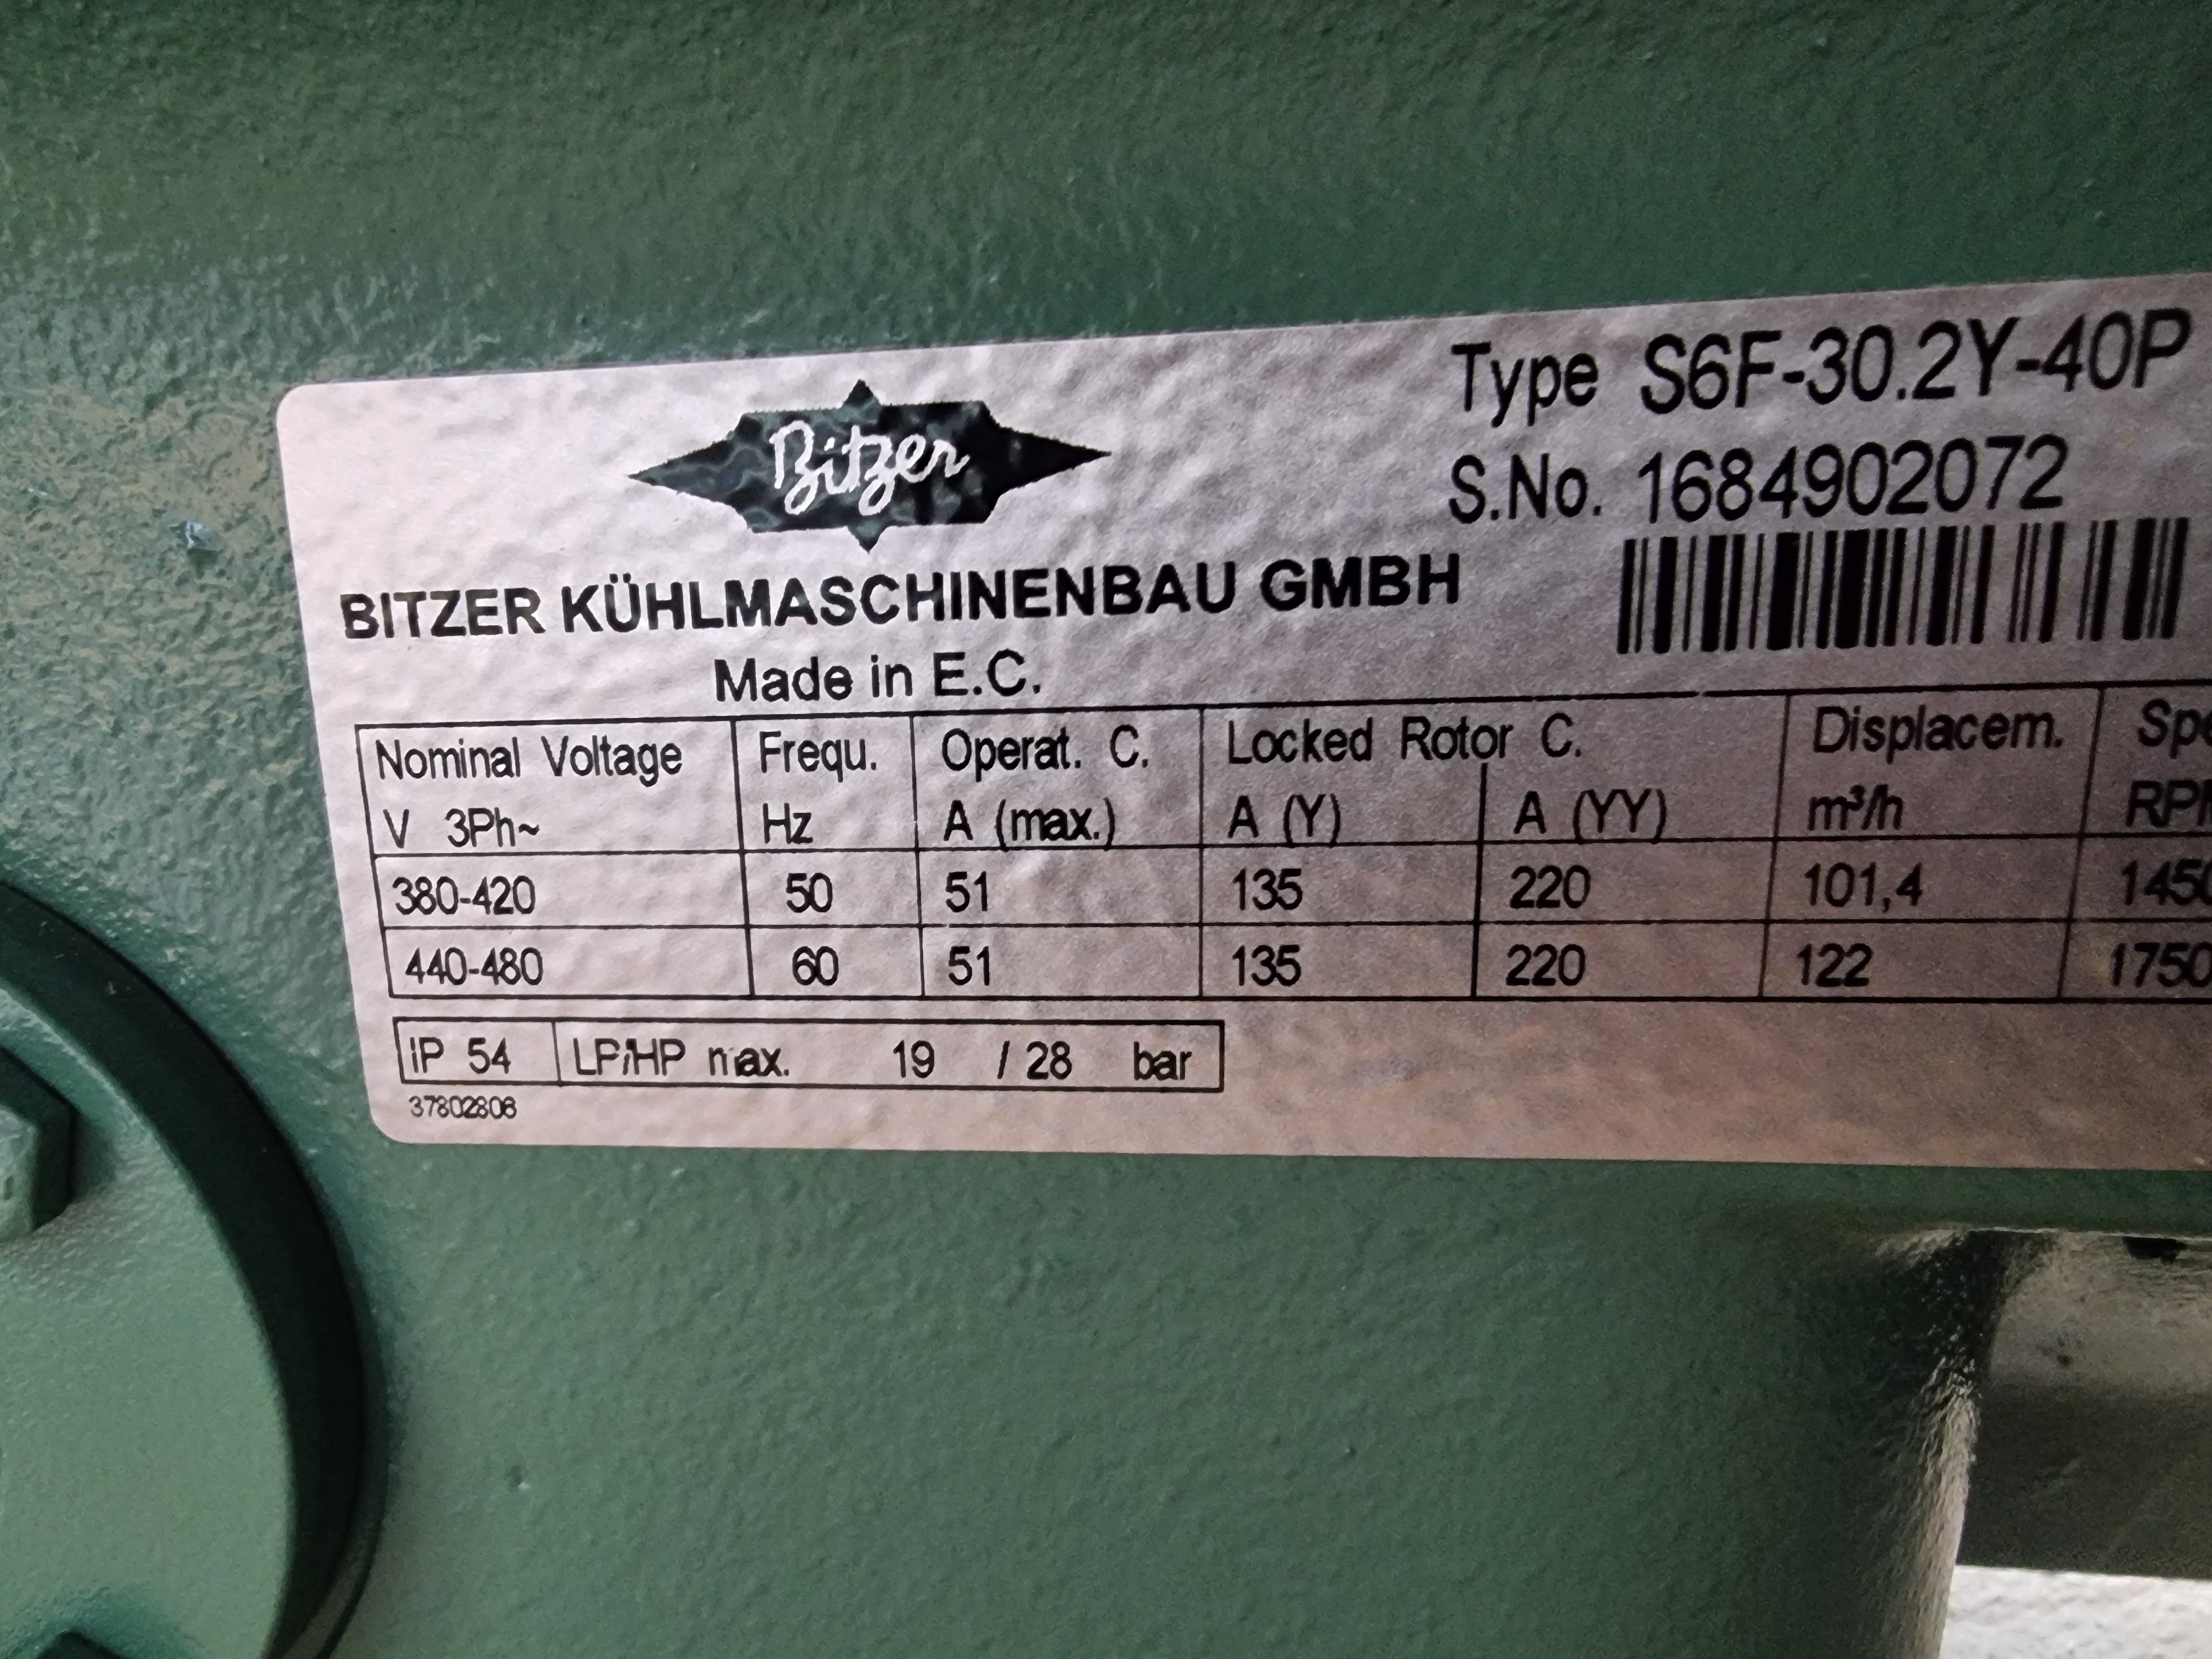 Bitzer
Type S6F-30.2Y-40P
S.No. 1684902072
BITZER KÜHLMASCHINENBAU GMBH
Made in E.C.
Nominal Voltage Frequ. Operat. C. Locked Rotor C. Displacem.
V 3Ph~ Hz A (max.) A (Y) A (YY) m³/h
380-420 50 51 135 220 101,4 1450
440-480 60 51 135 220 122 1750
IP 54 LP/HP max. 19 / 28 bar
37802806